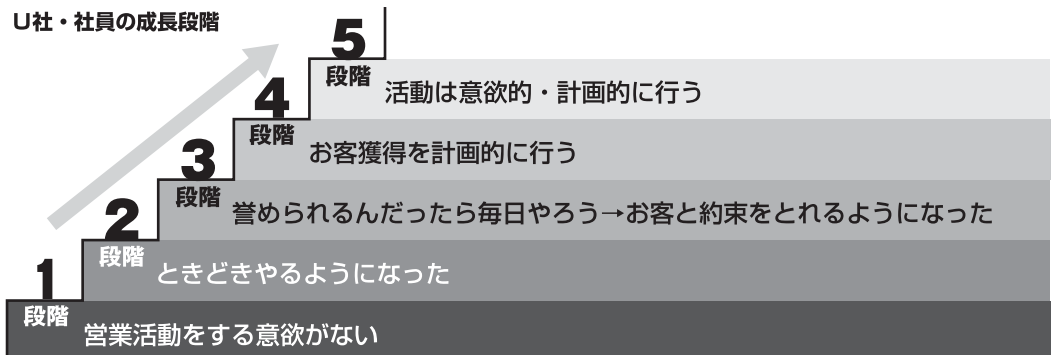 U社・社員の成長段階
5
段階
活動は意欲的・計画的に行う
4
段階
お客獲得を計画的に行う
3
段階
誉められるんだったら毎日やろう→お客と約束をとれるようになった
2
段階
ときどきやるようになった
1
段階
営業活動をする意欲がない